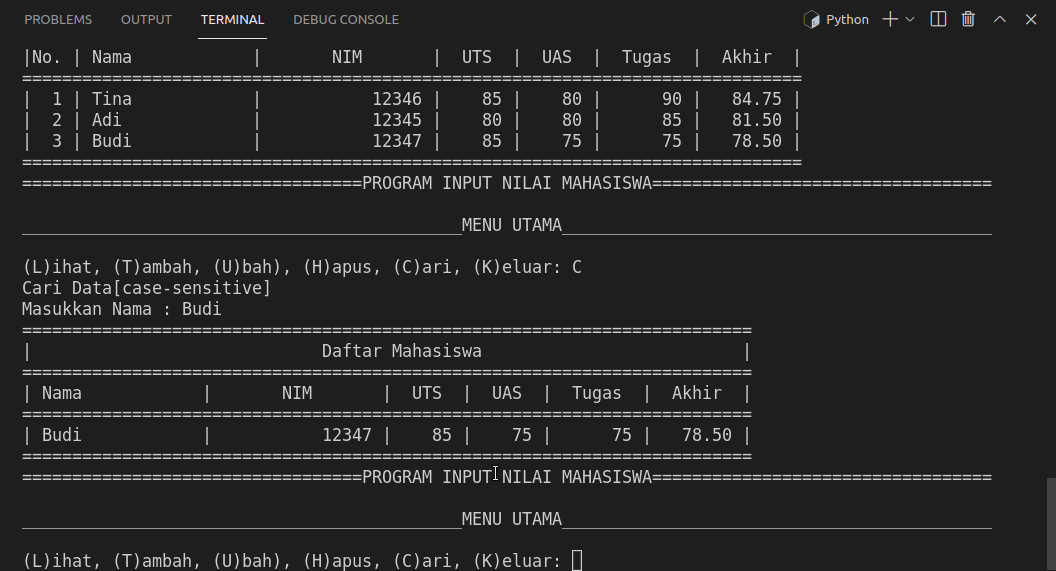 PROBLEMS OUTPUT TERMINAL DEBUG CONSOLE Python
|No. | Nama            |       NIM       |  UTS  |  UAS  |  Tugas  |  Akhir  |
==============================================================================
|  1 | Tina            |           12346 |    85 |    80 |      90 |   84.75 |
|  2 | Adi             |           12345 |    80 |    80 |      85 |   81.50 |
|  3 | Budi            |           12347 |    85 |    75 |      75 |   78.50 |
==============================================================================
==================================PROGRAM INPUT NILAI MAHASISWA==================================
____________________________________________MENU UTAMA___________________________________________
(L)ihat, (T)ambah, (U)bah), (H)apus, (C)ari, (K)eluar: C
Cari Data[case-sensitive]
Masukkan Nama : Budi
=========================================================================
|                             Daftar Mahasiswa                          |
=========================================================================
| Nama            |       NIM       |  UTS  |  UAS  |  Tugas  |  Akhir  |
=========================================================================
| Budi            |           12347 |    85 |    75 |      75 |   78.50 |
=========================================================================
==================================PROGRAM INPUT NILAI MAHASISWA==================================
____________________________________________MENU UTAMA___________________________________________
(L)ihat, (T)ambah, (U)bah), (H)apus, (C)ari, (K)eluar: